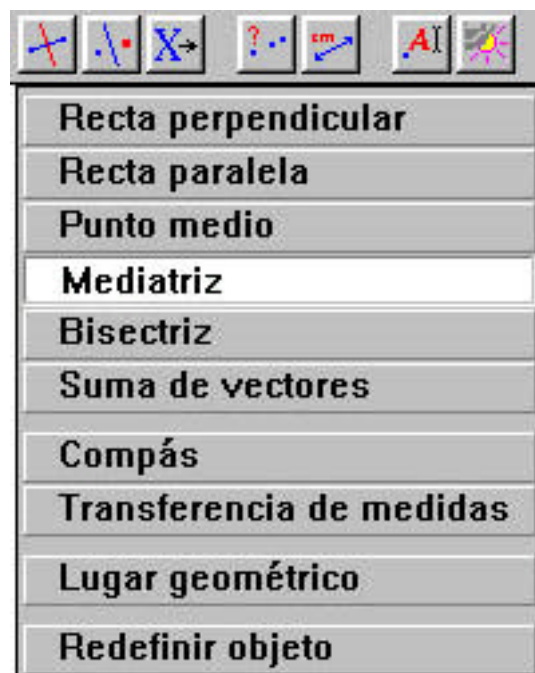 X ? cm A
Recta perpendicular
Recta paralela
Punto medio
Mediatriz
Bisectriz
Suma de vectores
Compás
Transferencia de medidas
Lugar geométrico
Redefinir objeto